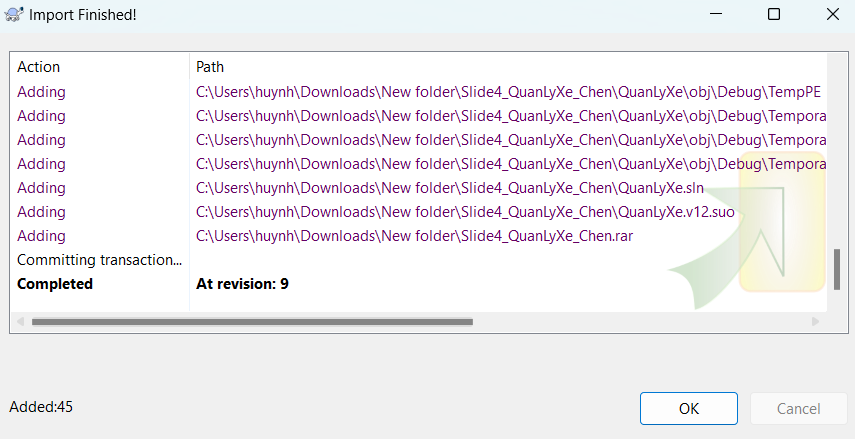 Import Finished!
Action Path
Adding C:\Users\huynh\Downloads\New folder\Slide4_QuanLyXe_Chen\QuanLyXe\obj\Debug\TempPE
Adding C:\Users\huynh\Downloads\New folder\Slide4_QuanLyXe_Chen\QuanLyXe\obj\Debug\Tempora
Adding C:\Users\huynh\Downloads\New folder\Slide4_QuanLyXe_Chen\QuanLyXe\obj\Debug\Tempora
Adding C:\Users\huynh\Downloads\New folder\Slide4_QuanLyXe_Chen\QuanLyXe\obj\Debug\Tempora
Adding C:\Users\huynh\Downloads\New folder\Slide4_QuanLyXe_Chen\QuanLyXe.sln
Adding C:\Users\huynh\Downloads\New folder\Slide4_QuanLyXe_Chen\QuanLyXe.v12.suo
Adding C:\Users\huynh\Downloads\New folder\Slide4_QuanLyXe_Chen.rar
Committing transaction...
Completed At revision: 9
Added:45 OK Cancel